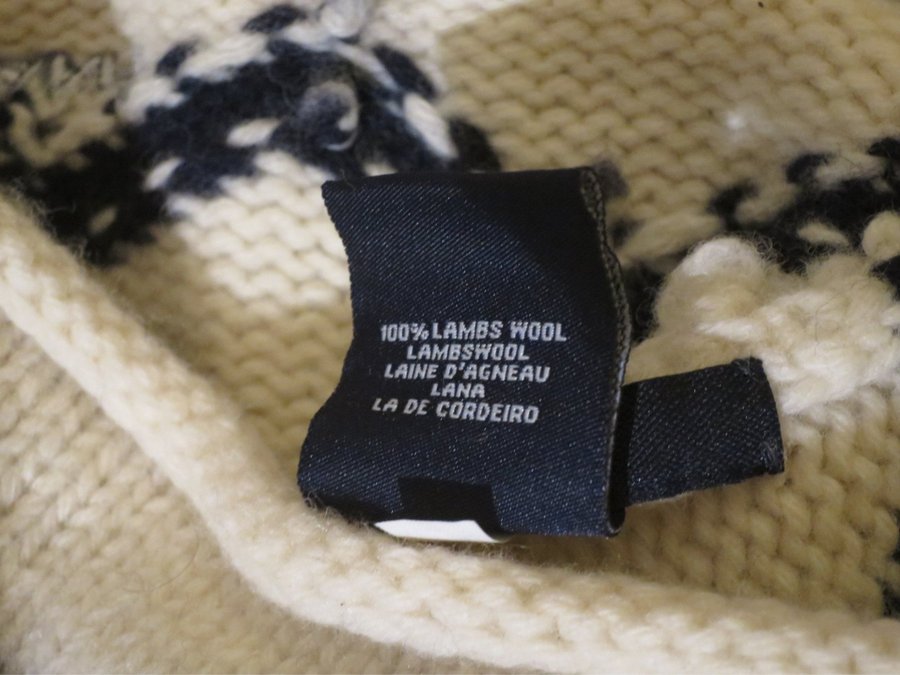 100% LAMBS WOOL
LAMBSWOOL
LAINE D'AGNEAU
LANA
LA DE CORDEIRO